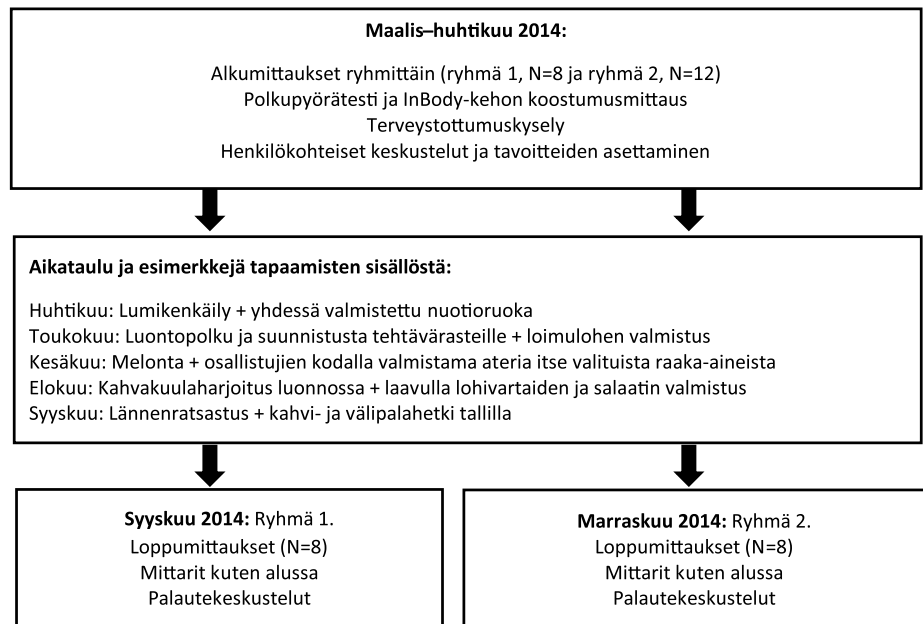 Maalis–huhtikuu 2014:
Alkumittaukset ryhmittäin (ryhmä 1, N=8 ja ryhmä 2, N=12)
Polkupyörätesti ja InBody-kehon koostumusmittaus
Terveystottumuskysely
Henkilökohteiset keskustelut ja tavoitteiden asettaminen
Aikataulu ja esimerkkejä tapaamisten sisällöstä:
Huhtikuu: Lumikenkäily + yhdessä valmistettu nuotioruoka
Toukokuu: Luontopolku ja suunnistusta tehtävärasteille + loimulohen valmistus
Kesäkuu: Melonta + osallistujien kodalla valmistama ateria itse valituista raaka-aineista
Elokuu: Kahvakuulaharjoitus luonnossa + laavulla lohivartaiden ja salaatin valmistus
Syyskuu: Lännenratsastus + kahvi- ja välipalahetki tallilla
Syyskuu 2014: Ryhmä 1.
Loppumittaukset (N=8)
Mittarit kuten alussa
Palautekeskustelut
Marraskuu 2014: Ryhmä 2.
Loppumittaukset (N=8)
Mittarit kuten alussa
Palautekeskustelut